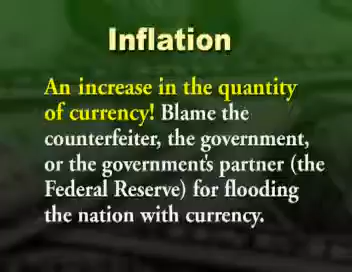 Inflation
An increase in the quantity
of currency! Blame the
counterfeiter, the government,
or the government's partner (the
Federal Reserve) for flooding
the nation with currency.